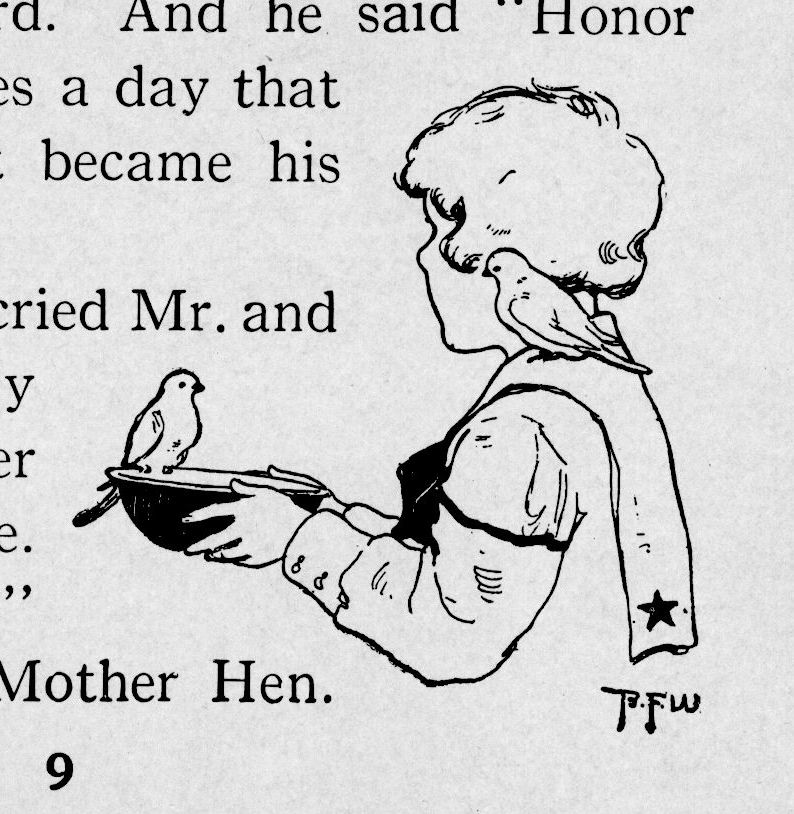 rd. And he said "Honor
es a day that
t became his
cried Mr. and
y
er
e.
"
Mother Hen.
B.F.W
9